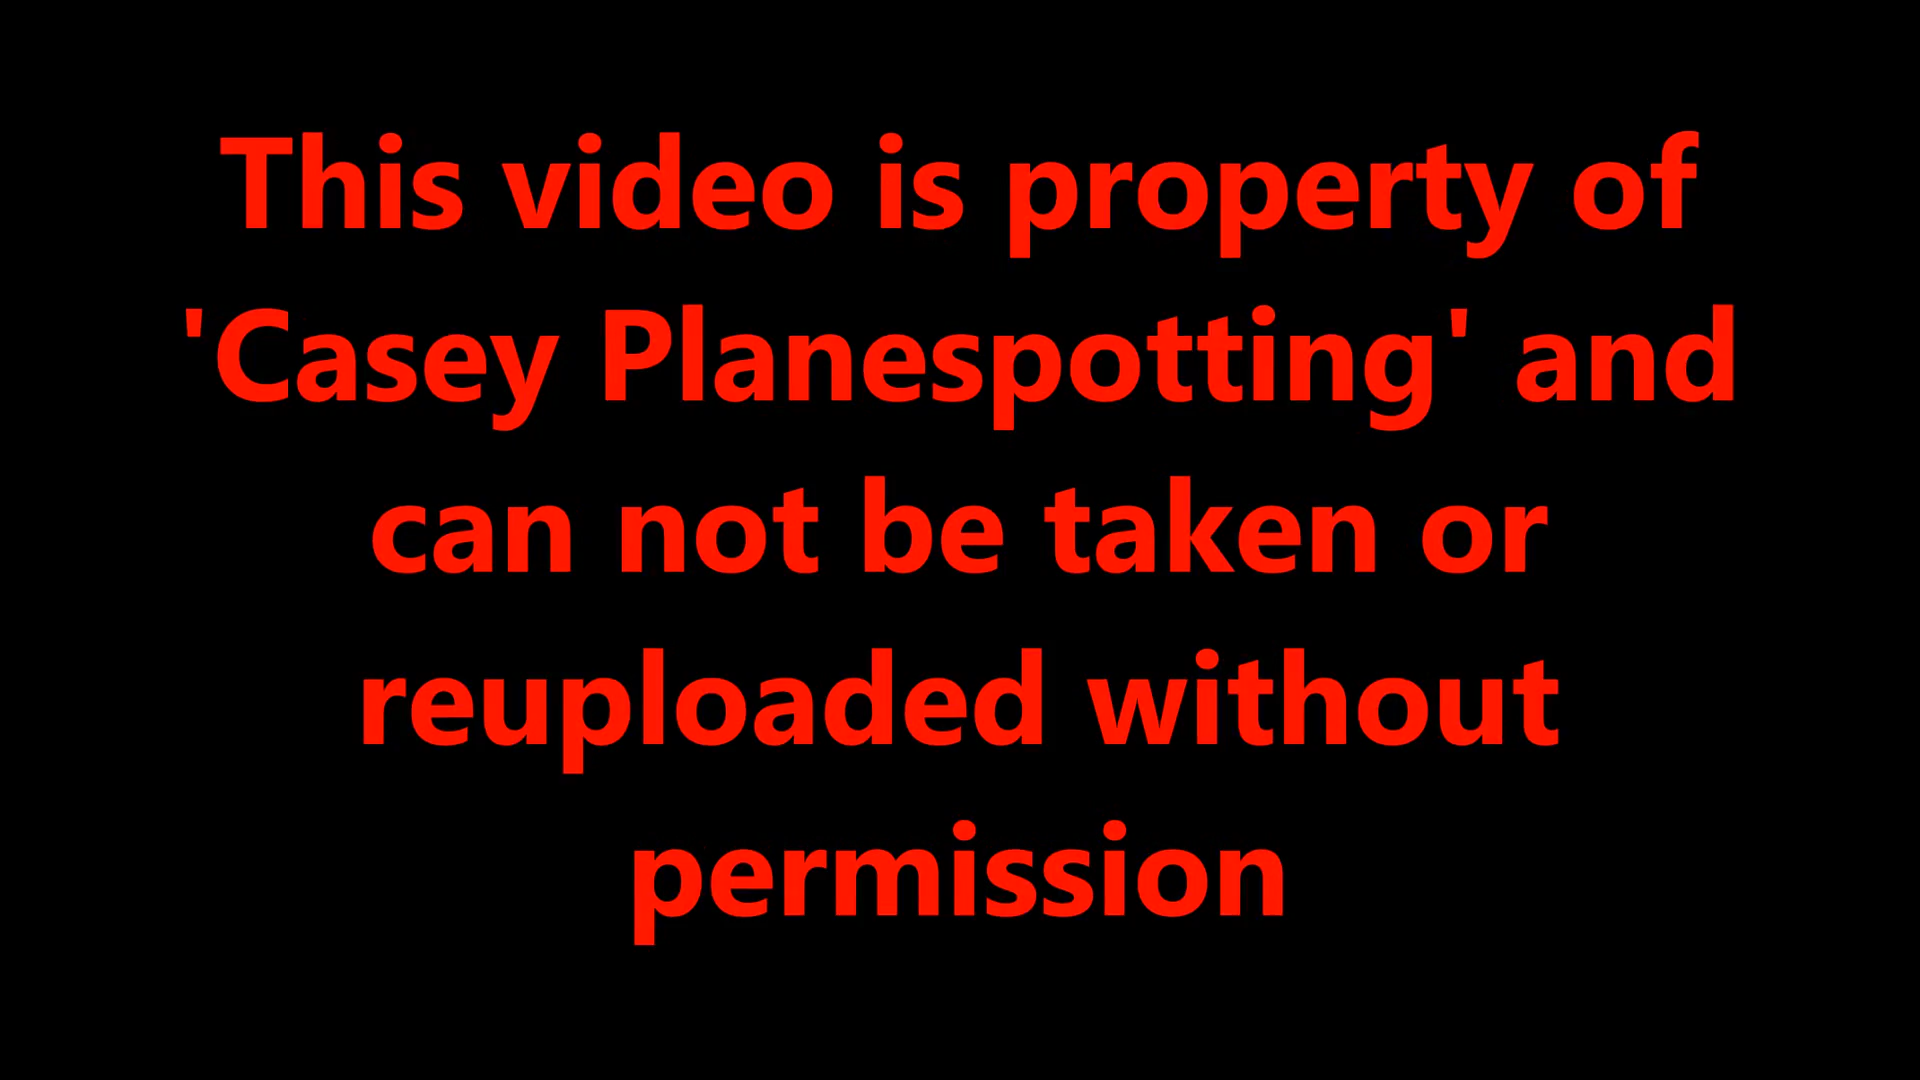 This video is property of
'Casey Planespotting' and
can not be taken or
reuploaded without
permission